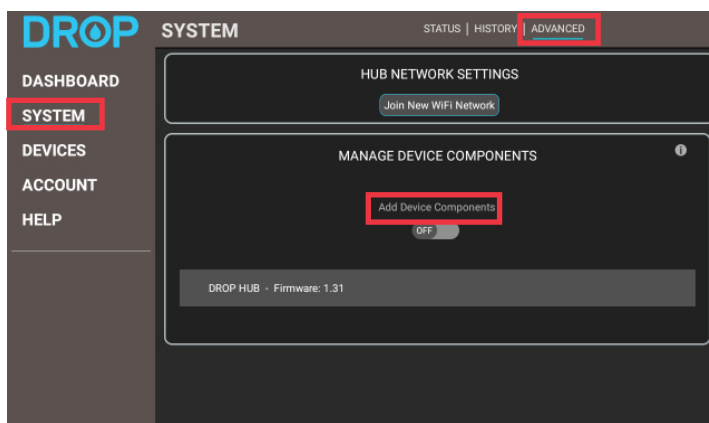 DROP
DASHBOARD
SYSTEM
DEVICES
ACCOUNT
HELP
SYSTEM
STATUS | HISTORY | ADVANCED
HUB NETWORK SETTINGS
Join New WiFi Network
MANAGE DEVICE COMPONENTS
Add Device Components
OFF
DROP HUB - Firmware: 1.31